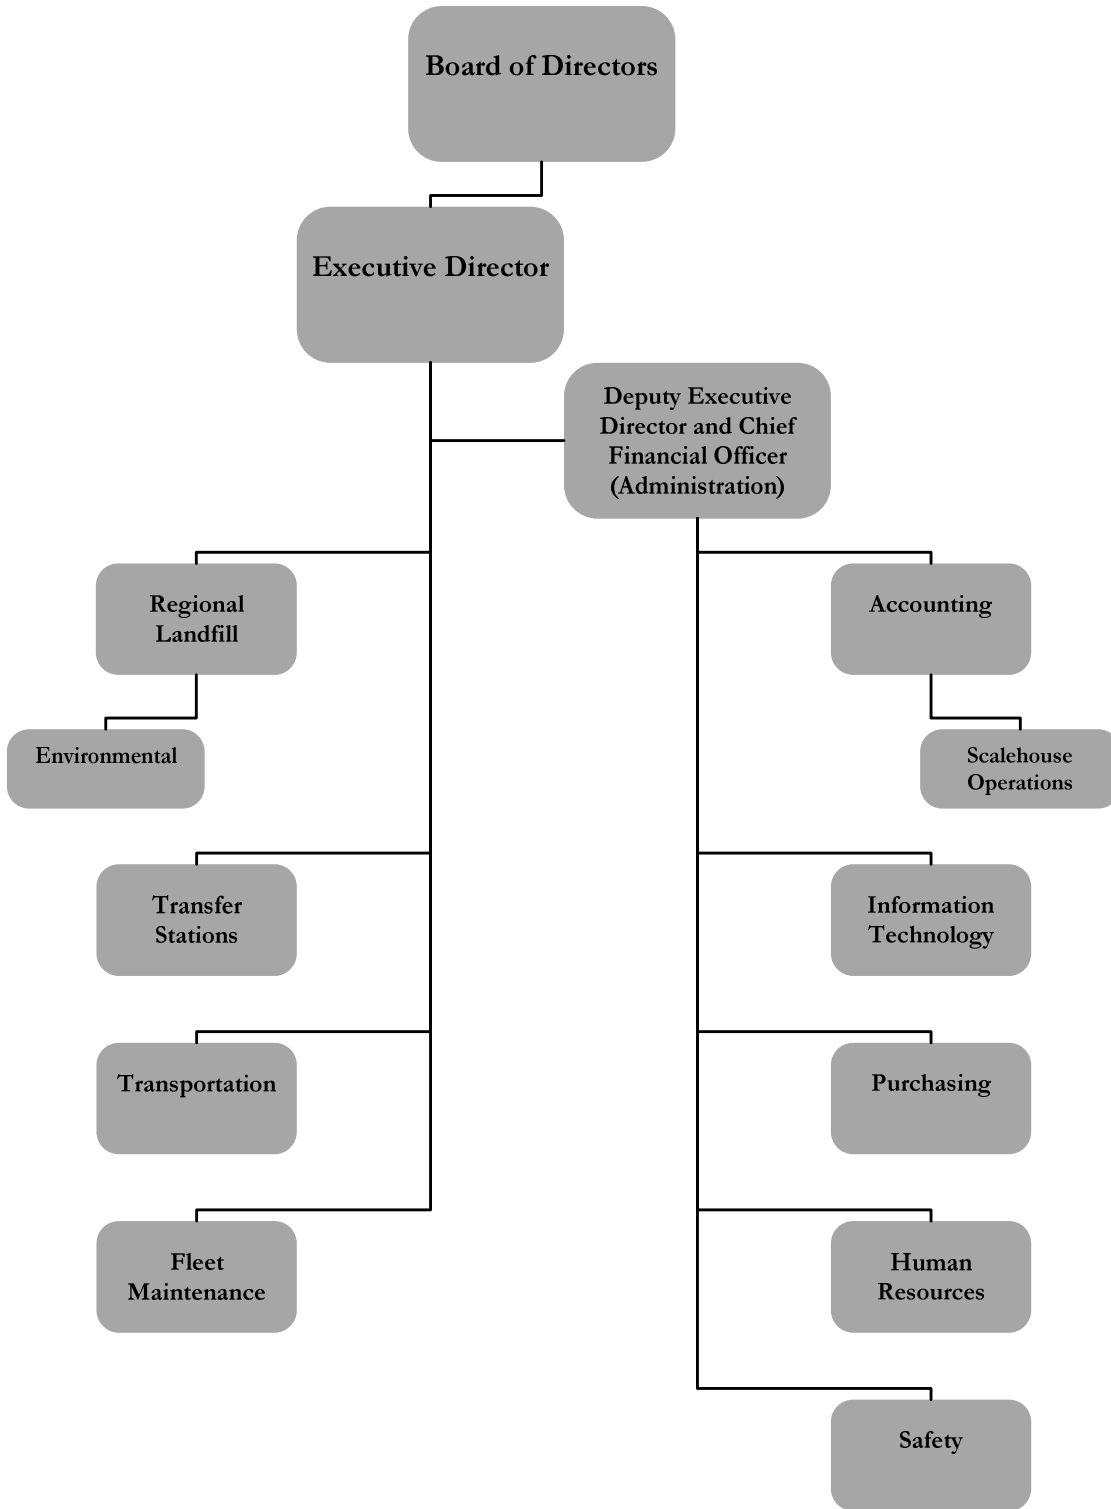 Board of Directors
Executive Director
Deputy Executive
Director and Chief
Financial Officer
(Administration)
Regional
Landfill
Accounting
Environmental
Scalehouse
Operations
Transfer
Stations
Information
Technology
Transportation
Purchasing
Fleet
Maintenance
Human
Resources
Safety